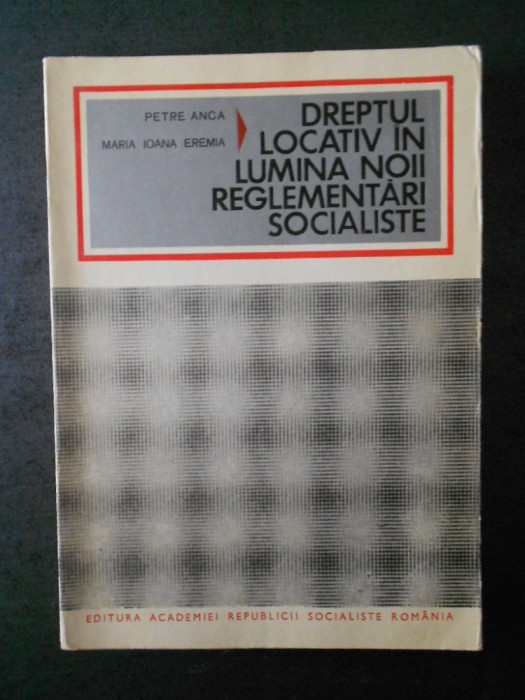 PETRE ANCA
MARIA IOANA EREMIA
DREPTUL
LOCATIV ÎN
LUMINA NOII
REGLEMENTĂRI
SOCIALISTE
EDITURA ACADEMIEI REPUBLICII SOCIALISTE ROMÂNIA